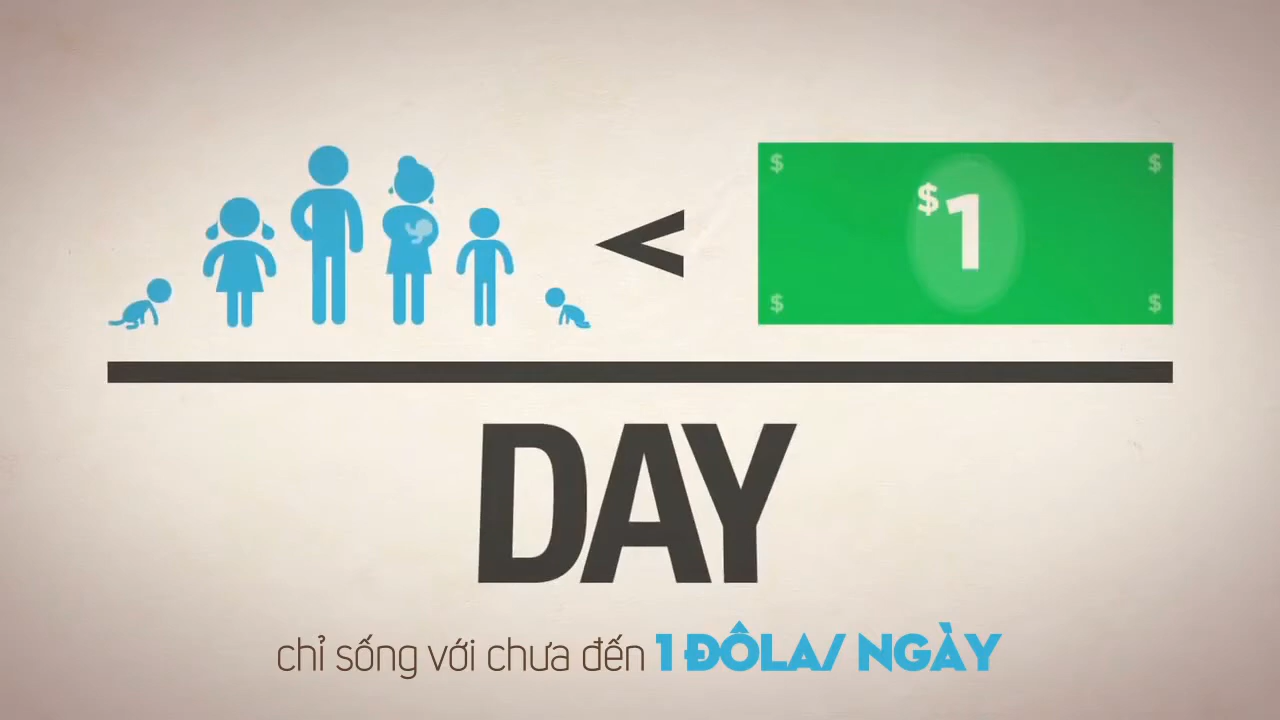 $ $
$1
<
$ $
DAY
chỉ sống với chưa đến 1 ĐÔLA/ NGÀY